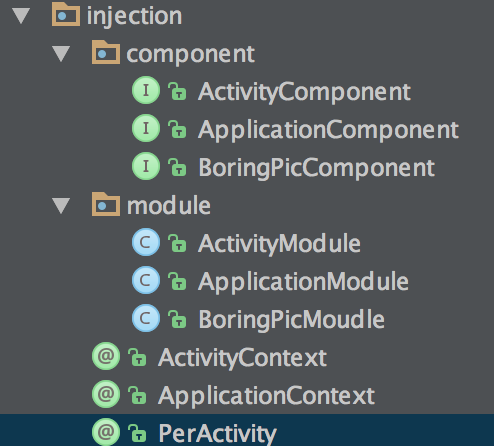 injection
component
I ActivityComponent
I ApplicationComponent
I BoringPicComponent
module
C ActivityModule
C ApplicationModule
C BoringPicMoudle
@ ActivityContext
@ ApplicationContext
@ PerActivity